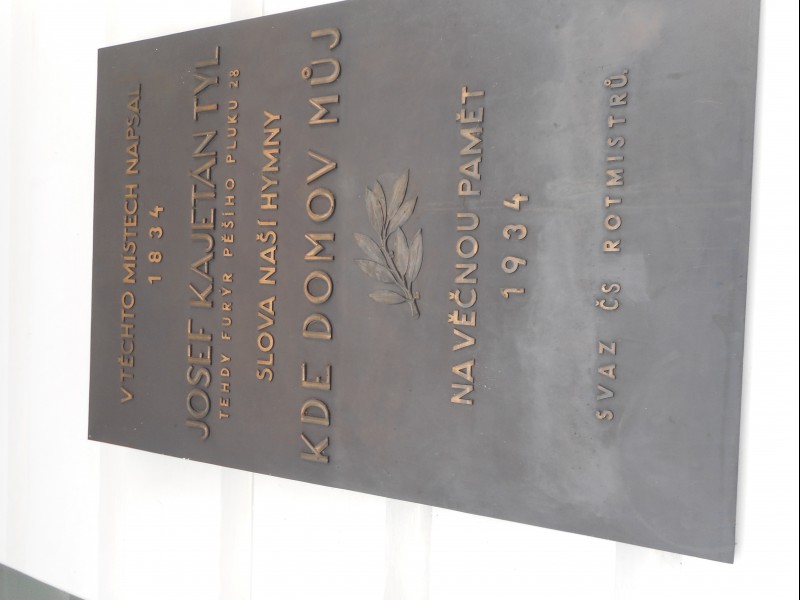 V TĚCHTO MÍSTECH NAPSAL
1834
JOSEF KAJETÁN TYL
TEHDY FURÝR PĚŠÍHO PLUKU 28
SLOVA NAŠÍ HYMNY
KDE DOMOV MŮJ
NA VĚČNOU PAMĚT
1934
SVAZ ČS ROTMISTRŮ.